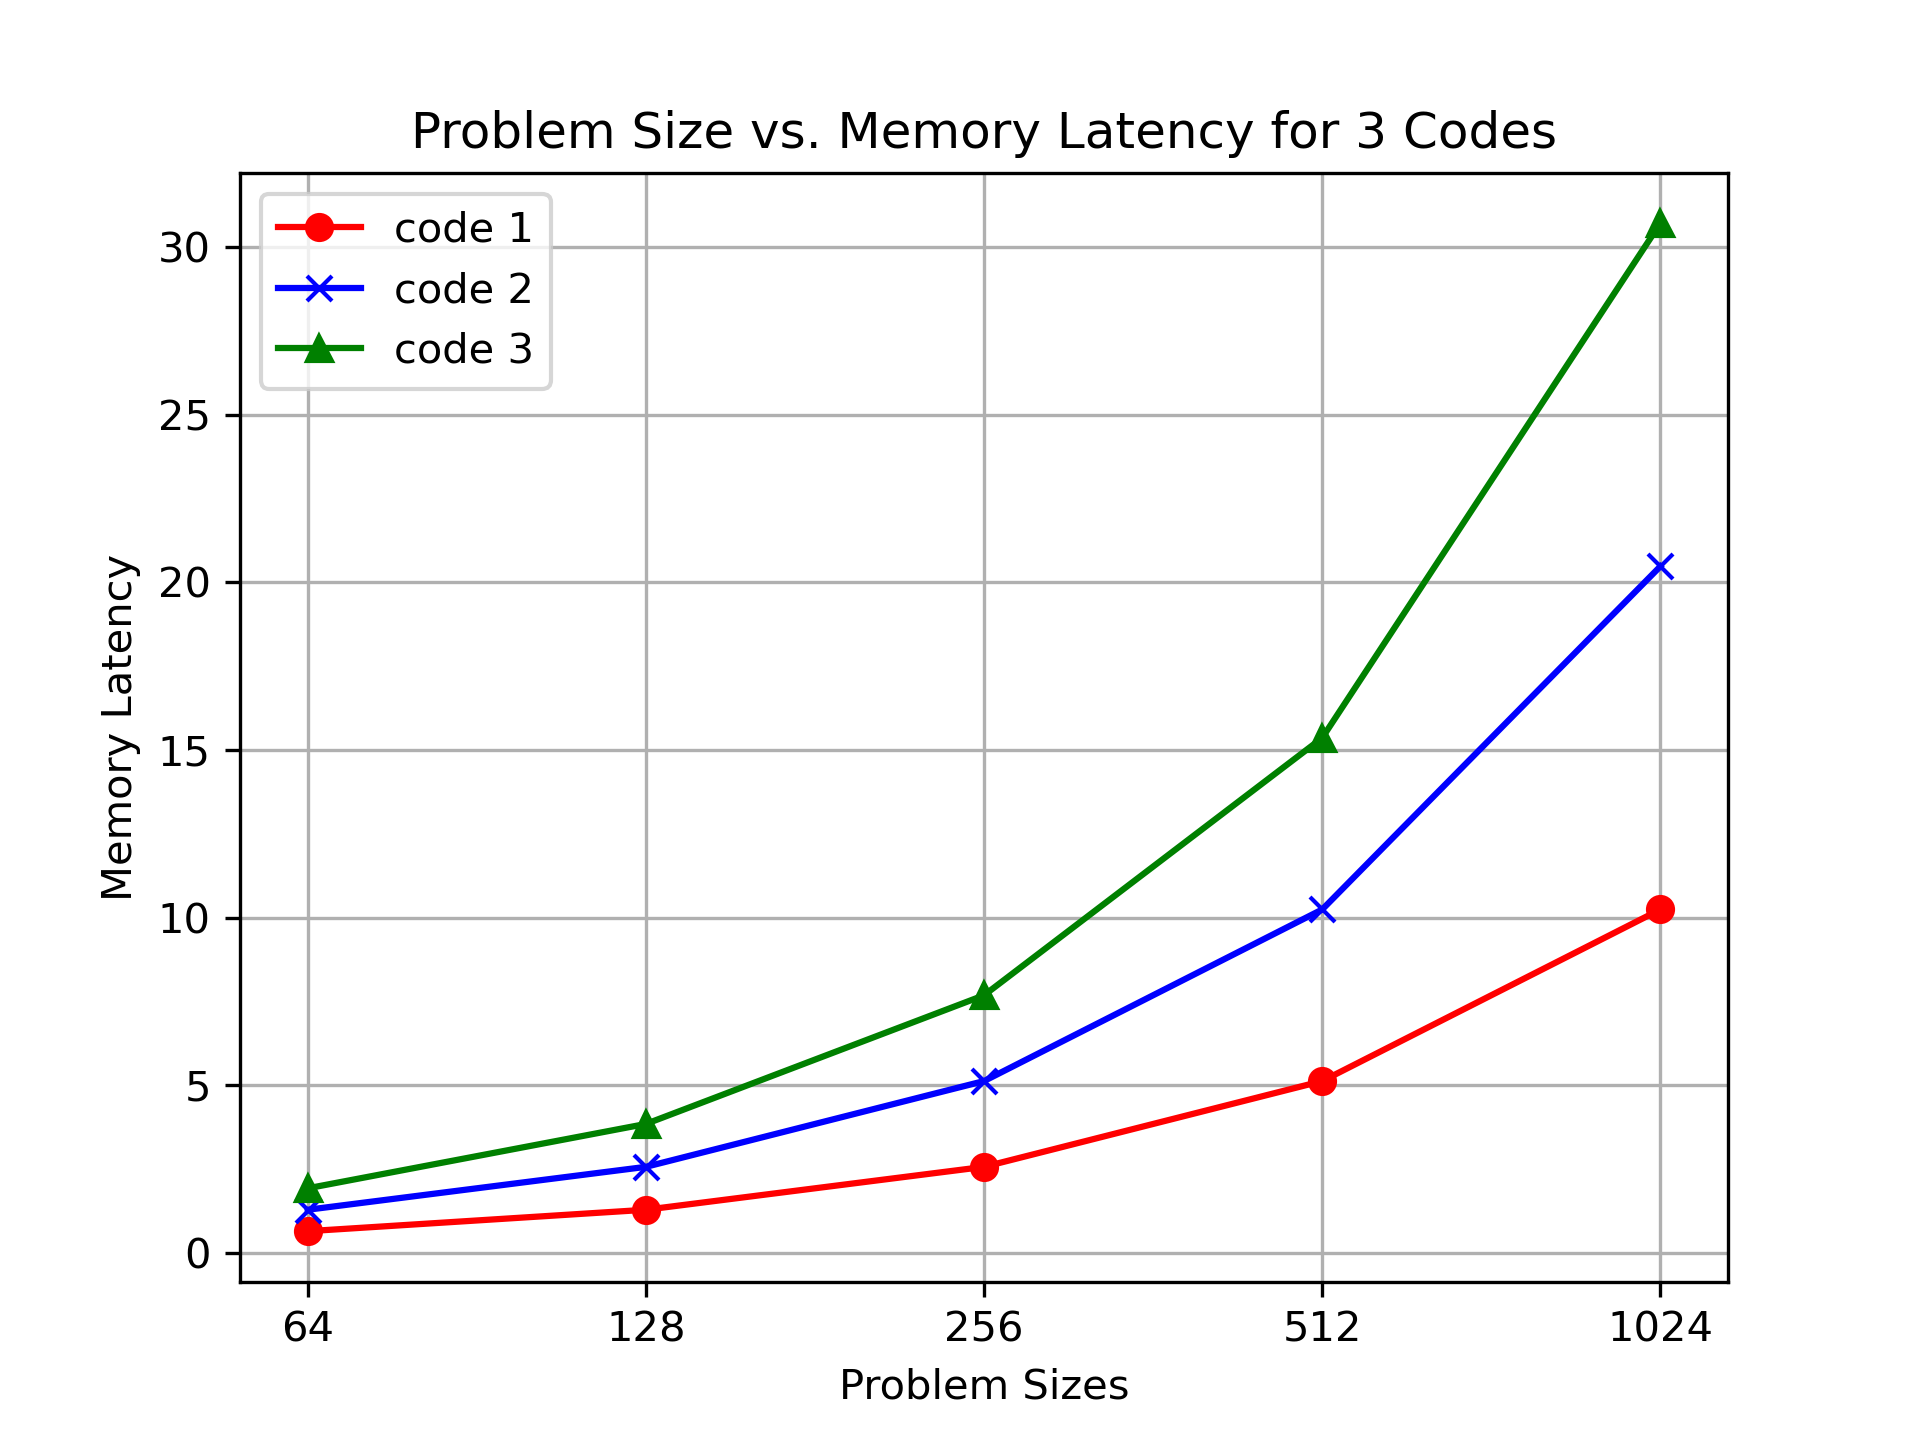 Problem Size vs. Memory Latency for 3 Codes
code 1
code 2
code 3
Memory Latency
30
25
20
15
10
5
0
64 128 256 512 1024
Problem Sizes